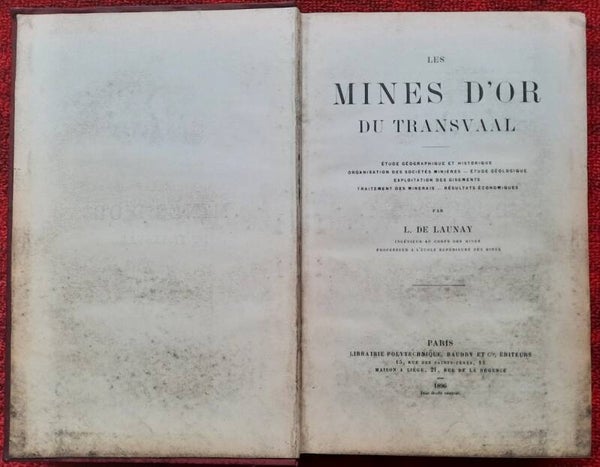 LES
MINES D'OR
DU TRANSVAAL
ÉTUDE GÉOGRAPHIQUE ET HISTORIQUE
ORGANISATION DES SOCIÉTÉS MINIÈRES — ÉTUDE GÉOLOGIQUE
EXPLOITATION DES GISEMENTS
TRAITEMENT DES MINERAIS — RÉSULTATS ÉCONOMIQUES
PAR
L. DE LAUNAY
INGÉNIEUR AU CORPS DES MINES
PROFESSEUR A L'ÉCOLE SUPÉRIEURE DES MINES
PARIS
LIBRAIRIE POLYTECHNIQUE, BAUDRY ET Cie, ÉDITEURS
15, RUE DES SAINTS-PÈRES, 15
MAISON A LIÈGE, 21, RUE DE LA RÉGENCE
1896
Tous droits réservés.